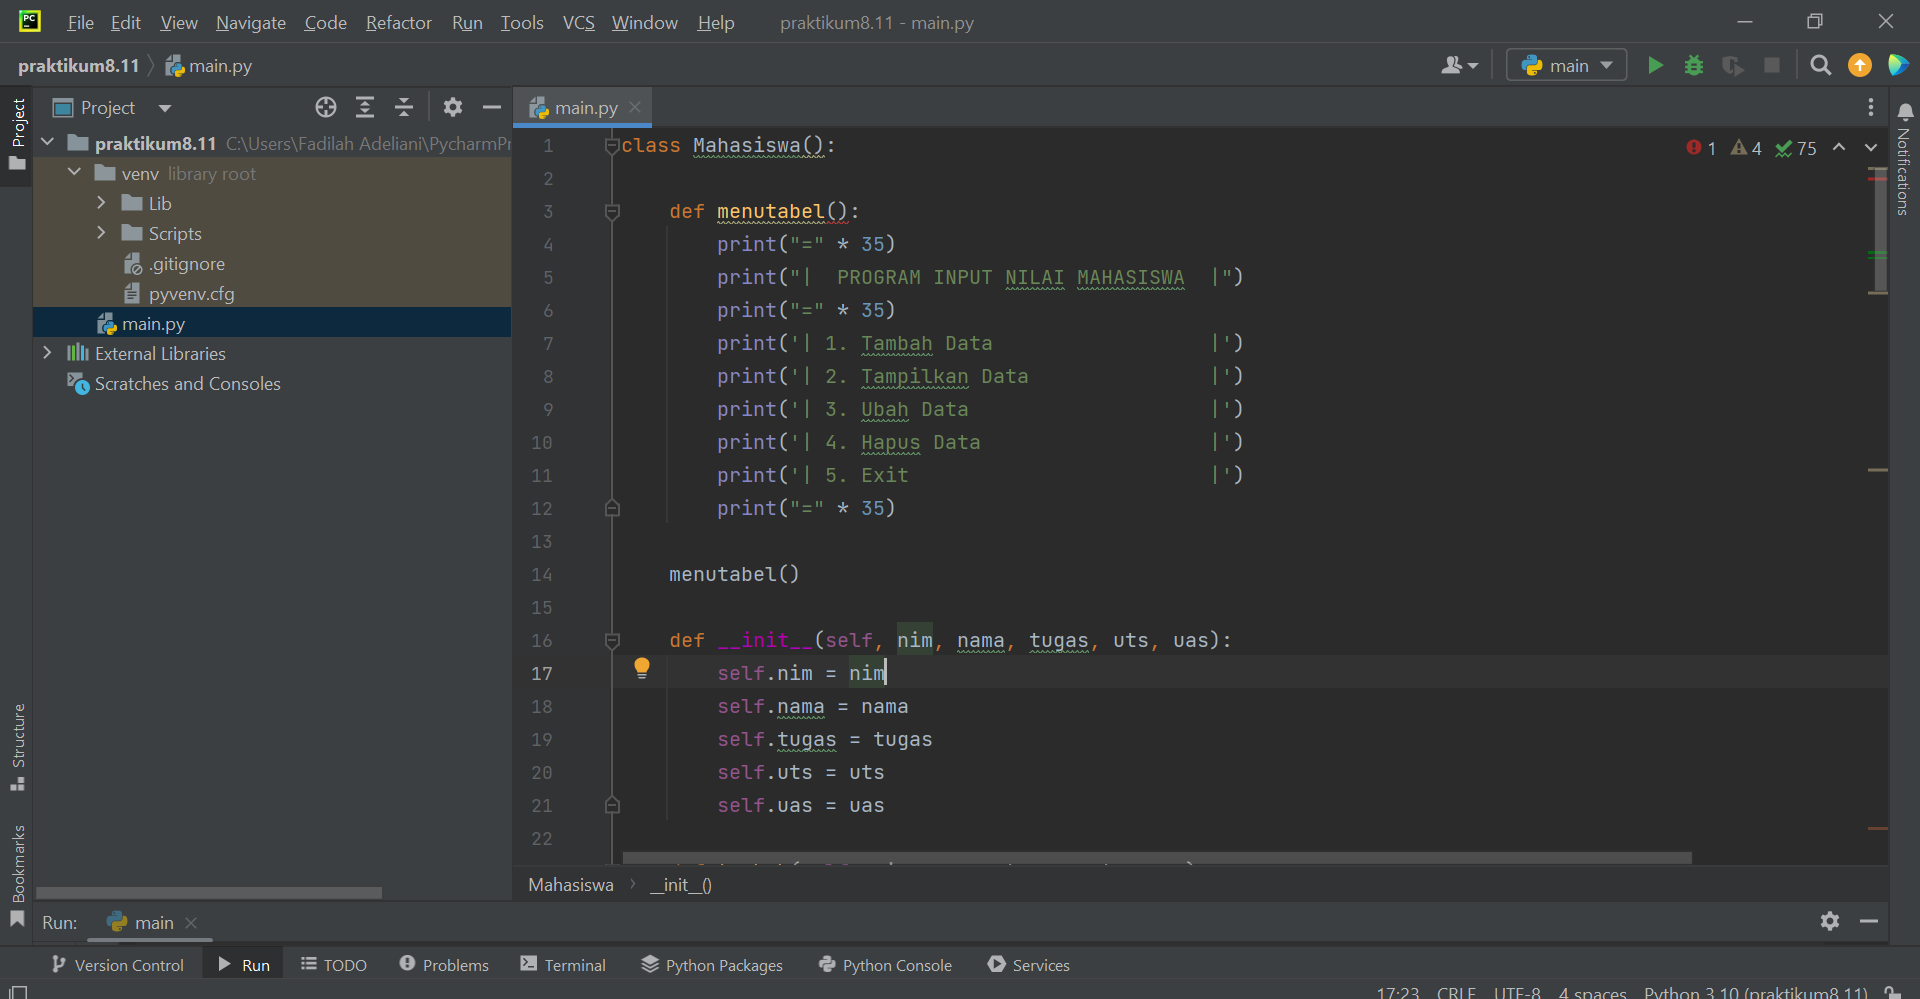 PC File Edit View Navigate Code Refactor Run Tools VCS Window Help praktikum8.11 - main.py
praktikum8.11 main.py main
Project Project main.py
praktikum8.11 C:\Users\Fadilah Adeliani\PycharmPr
venv library root
Lib
Scripts
.gitignore
pyvenv.cfg
main.py
External Libraries
Scratches and Consoles
1 4 75
Notifications
1 class Mahasiswa():
2
3 def menutabel():
4 print("=" * 35)
5 print("|  PROGRAM INPUT NILAI MAHASISWA  |")
6 print("=" * 35)
7 print('| 1. Tambah Data                  |')
8 print('| 2. Tampilkan Data               |')
9 print('| 3. Ubah Data                    |')
10 print('| 4. Hapus Data                   |')
11 print('| 5. Exit                         |')
12 print("=" * 35)
13
14 menutabel()
15
16 def __init__(self, nim, nama, tugas, uts, uas):
17 self.nim = nim
18 self.nama = nama
19 self.tugas = tugas
20 self.uts = uts
21 self.uas = uas
22
Structure
Bookmarks
Mahasiswa __init__()
Run: main
Version Control Run TODO Problems Terminal Python Packages Python Console Services
17:23 CRLF UTF-8 4 spaces Python 3.10 (praktikum8.11)